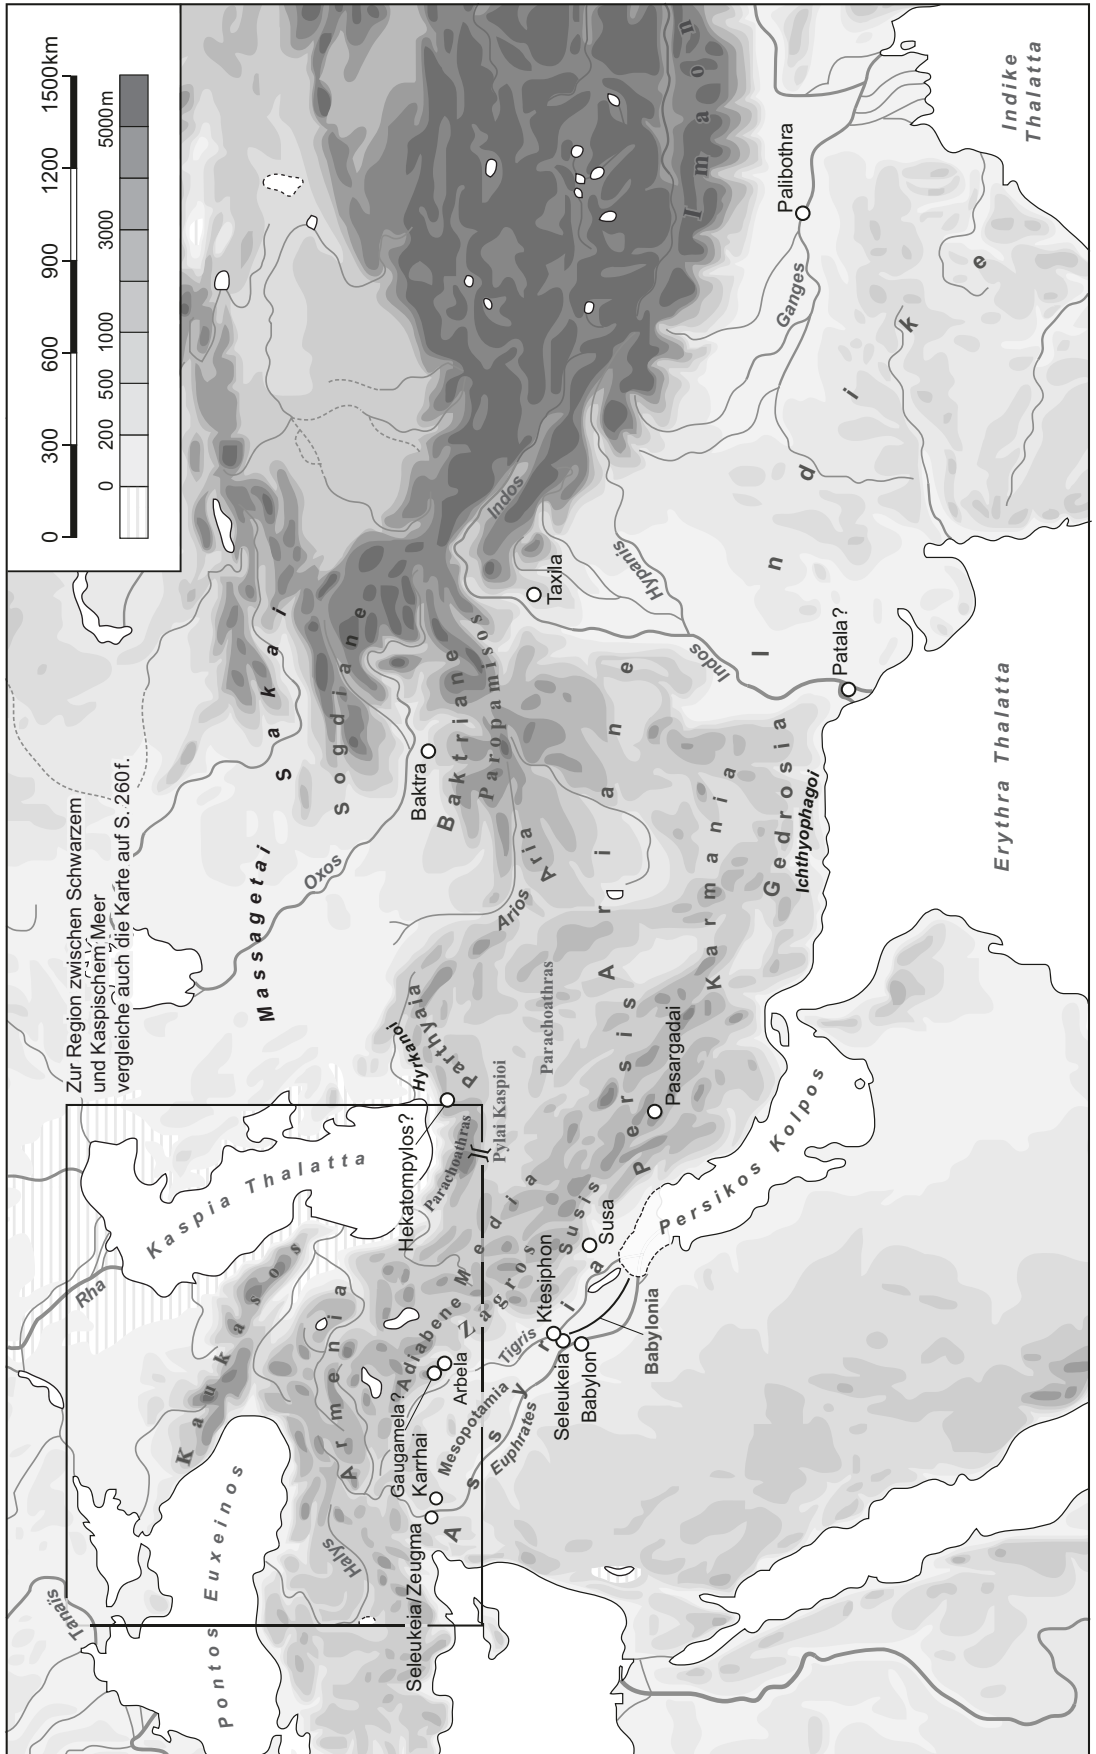 0 300 600 900 1200 1500km
0 200 500 1000 3000 5000m
Zur Region zwischen Schwarzem
und Kaspischem Meer
vergleiche auch die Karte auf S. 260f.
Tanais
Rha
Pontos Euxeinos
Kaukasos
Kaspia Thalatta
Massagetai
Sakai
Oxos
Sogdiane
Halys
Armenia
Hyrkanoi
Parthyaia
Baktra
Baktriane
Paropamisos
Hekatompylos?
Parachoathras
Pylai Kaspioi
Parachoathras
Seleukeia/Zeugma
Karrhai
Gaugamela?
Arbela
Adiabene
Media
Zagros
Mesopotamia
Assyria
Euphrates
Tigris
Seleukeia
Ktesiphon
Babylon
Babylonia
Susis
Susa
Persis
Pasargadai
Arios
Aria
Ariane
Karmania
Gedrosia
Ichthyophagoi
Persikos Kolpos
Erythra Thalatta
Indos
Taxila
Hypanis
Indos
Patala?
Indike
Imaon
Ganges
Palibothra
Indike
Thalatta